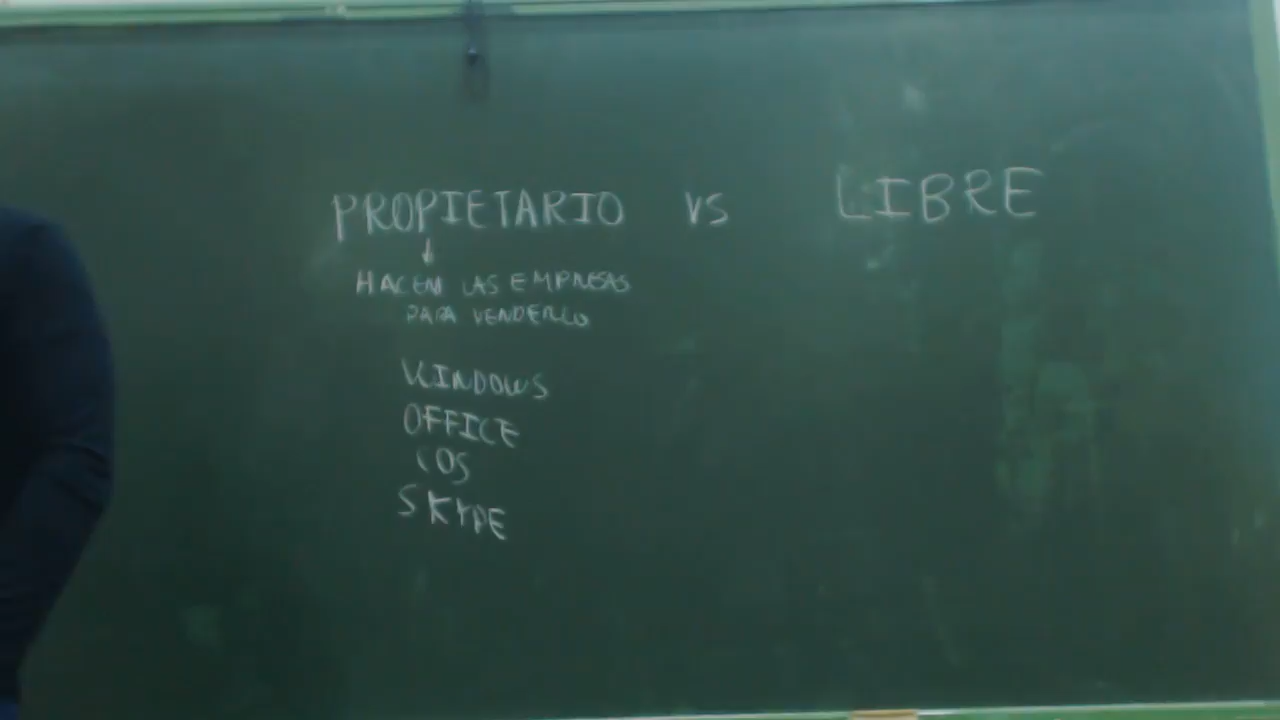 PROPIETARIO VS LIBRE
↓
HACEN LAS EMPRESAS
PARA VENDERLO
WINDOWS
OFFICE
iOS
SKYPE